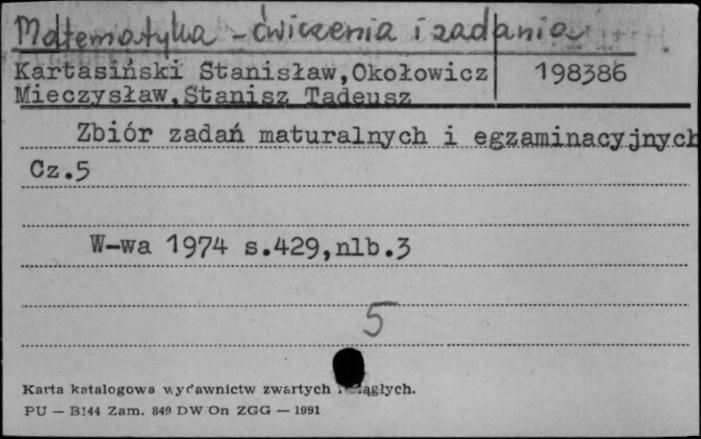 Matematyka - ćwiczenia i zadania
Kartasiński Stanisław,Okołowicz 198386
Mieczysław,Stanisz Tadeusz
Zbiór zadań maturalnych i egzaminacyjnych
Cz.5
W-wa 1974 s.429,nlb.3
5
Karta katalogowa wydawnictw zwartych
PU — B144 Zam. 849 DW On ZGG — 1991